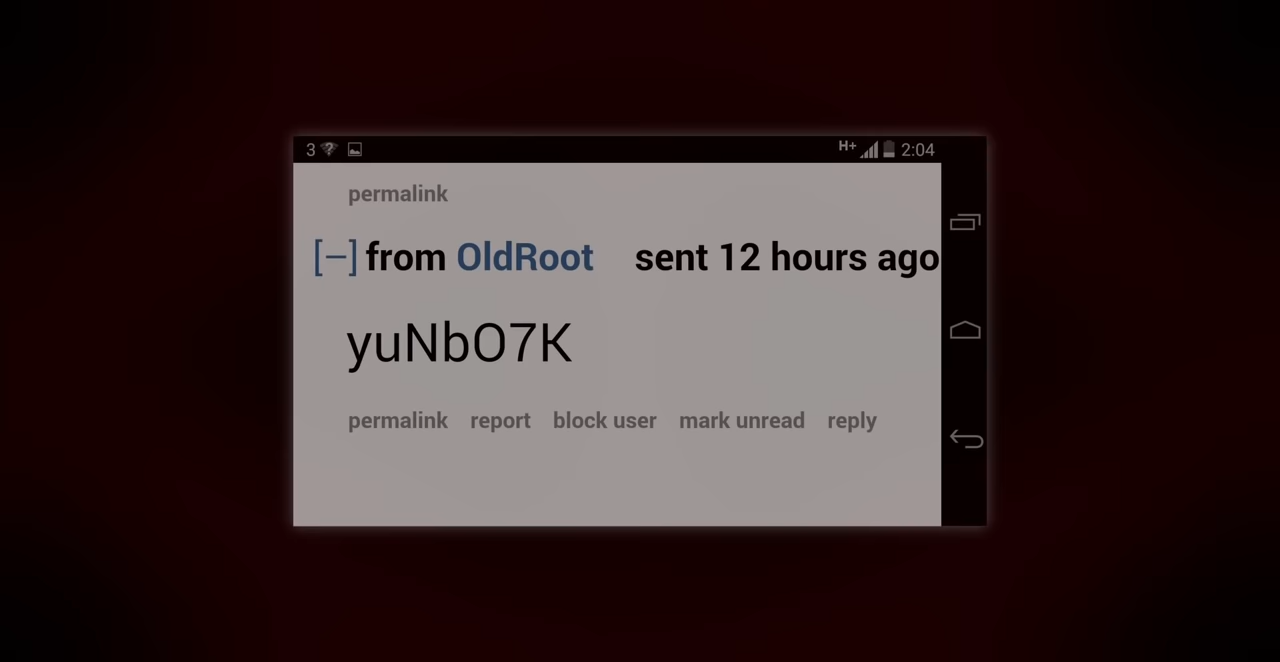 3 H+ 2:04
permalink
[–] from OldRoot sent 12 hours ago
yuNbO7K
permalink report block user mark unread reply